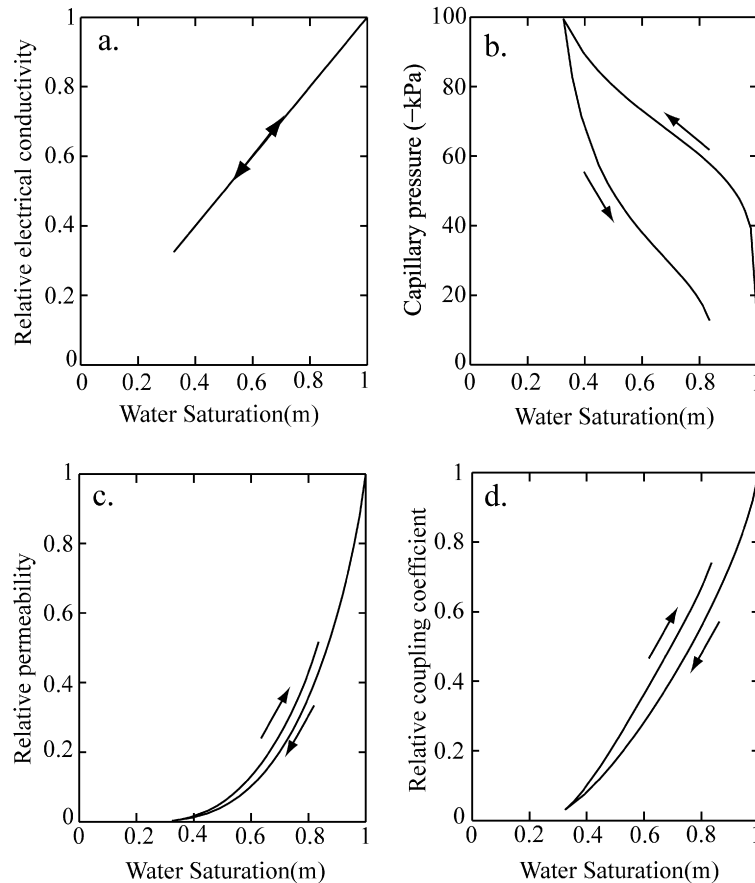 a.
Relative electrical conductivity
1
0.8
0.6
0.4
0.2
0
0 0.2 0.4 0.6 0.8 1
Water Saturation(m)
b.
Capillary pressure (−kPa)
100
80
60
40
20
0
0 0.2 0.4 0.6 0.8 1
Water Saturation(m)
c.
Relative permeability
1
0.8
0.6
0.4
0.2
0
0 0.2 0.4 0.6 0.8 1
Water Saturation(m)
d.
Relative coupling coefficient
1
0.8
0.6
0.4
0.2
0
0 0.2 0.4 0.6 0.8 1
Water Saturation(m)